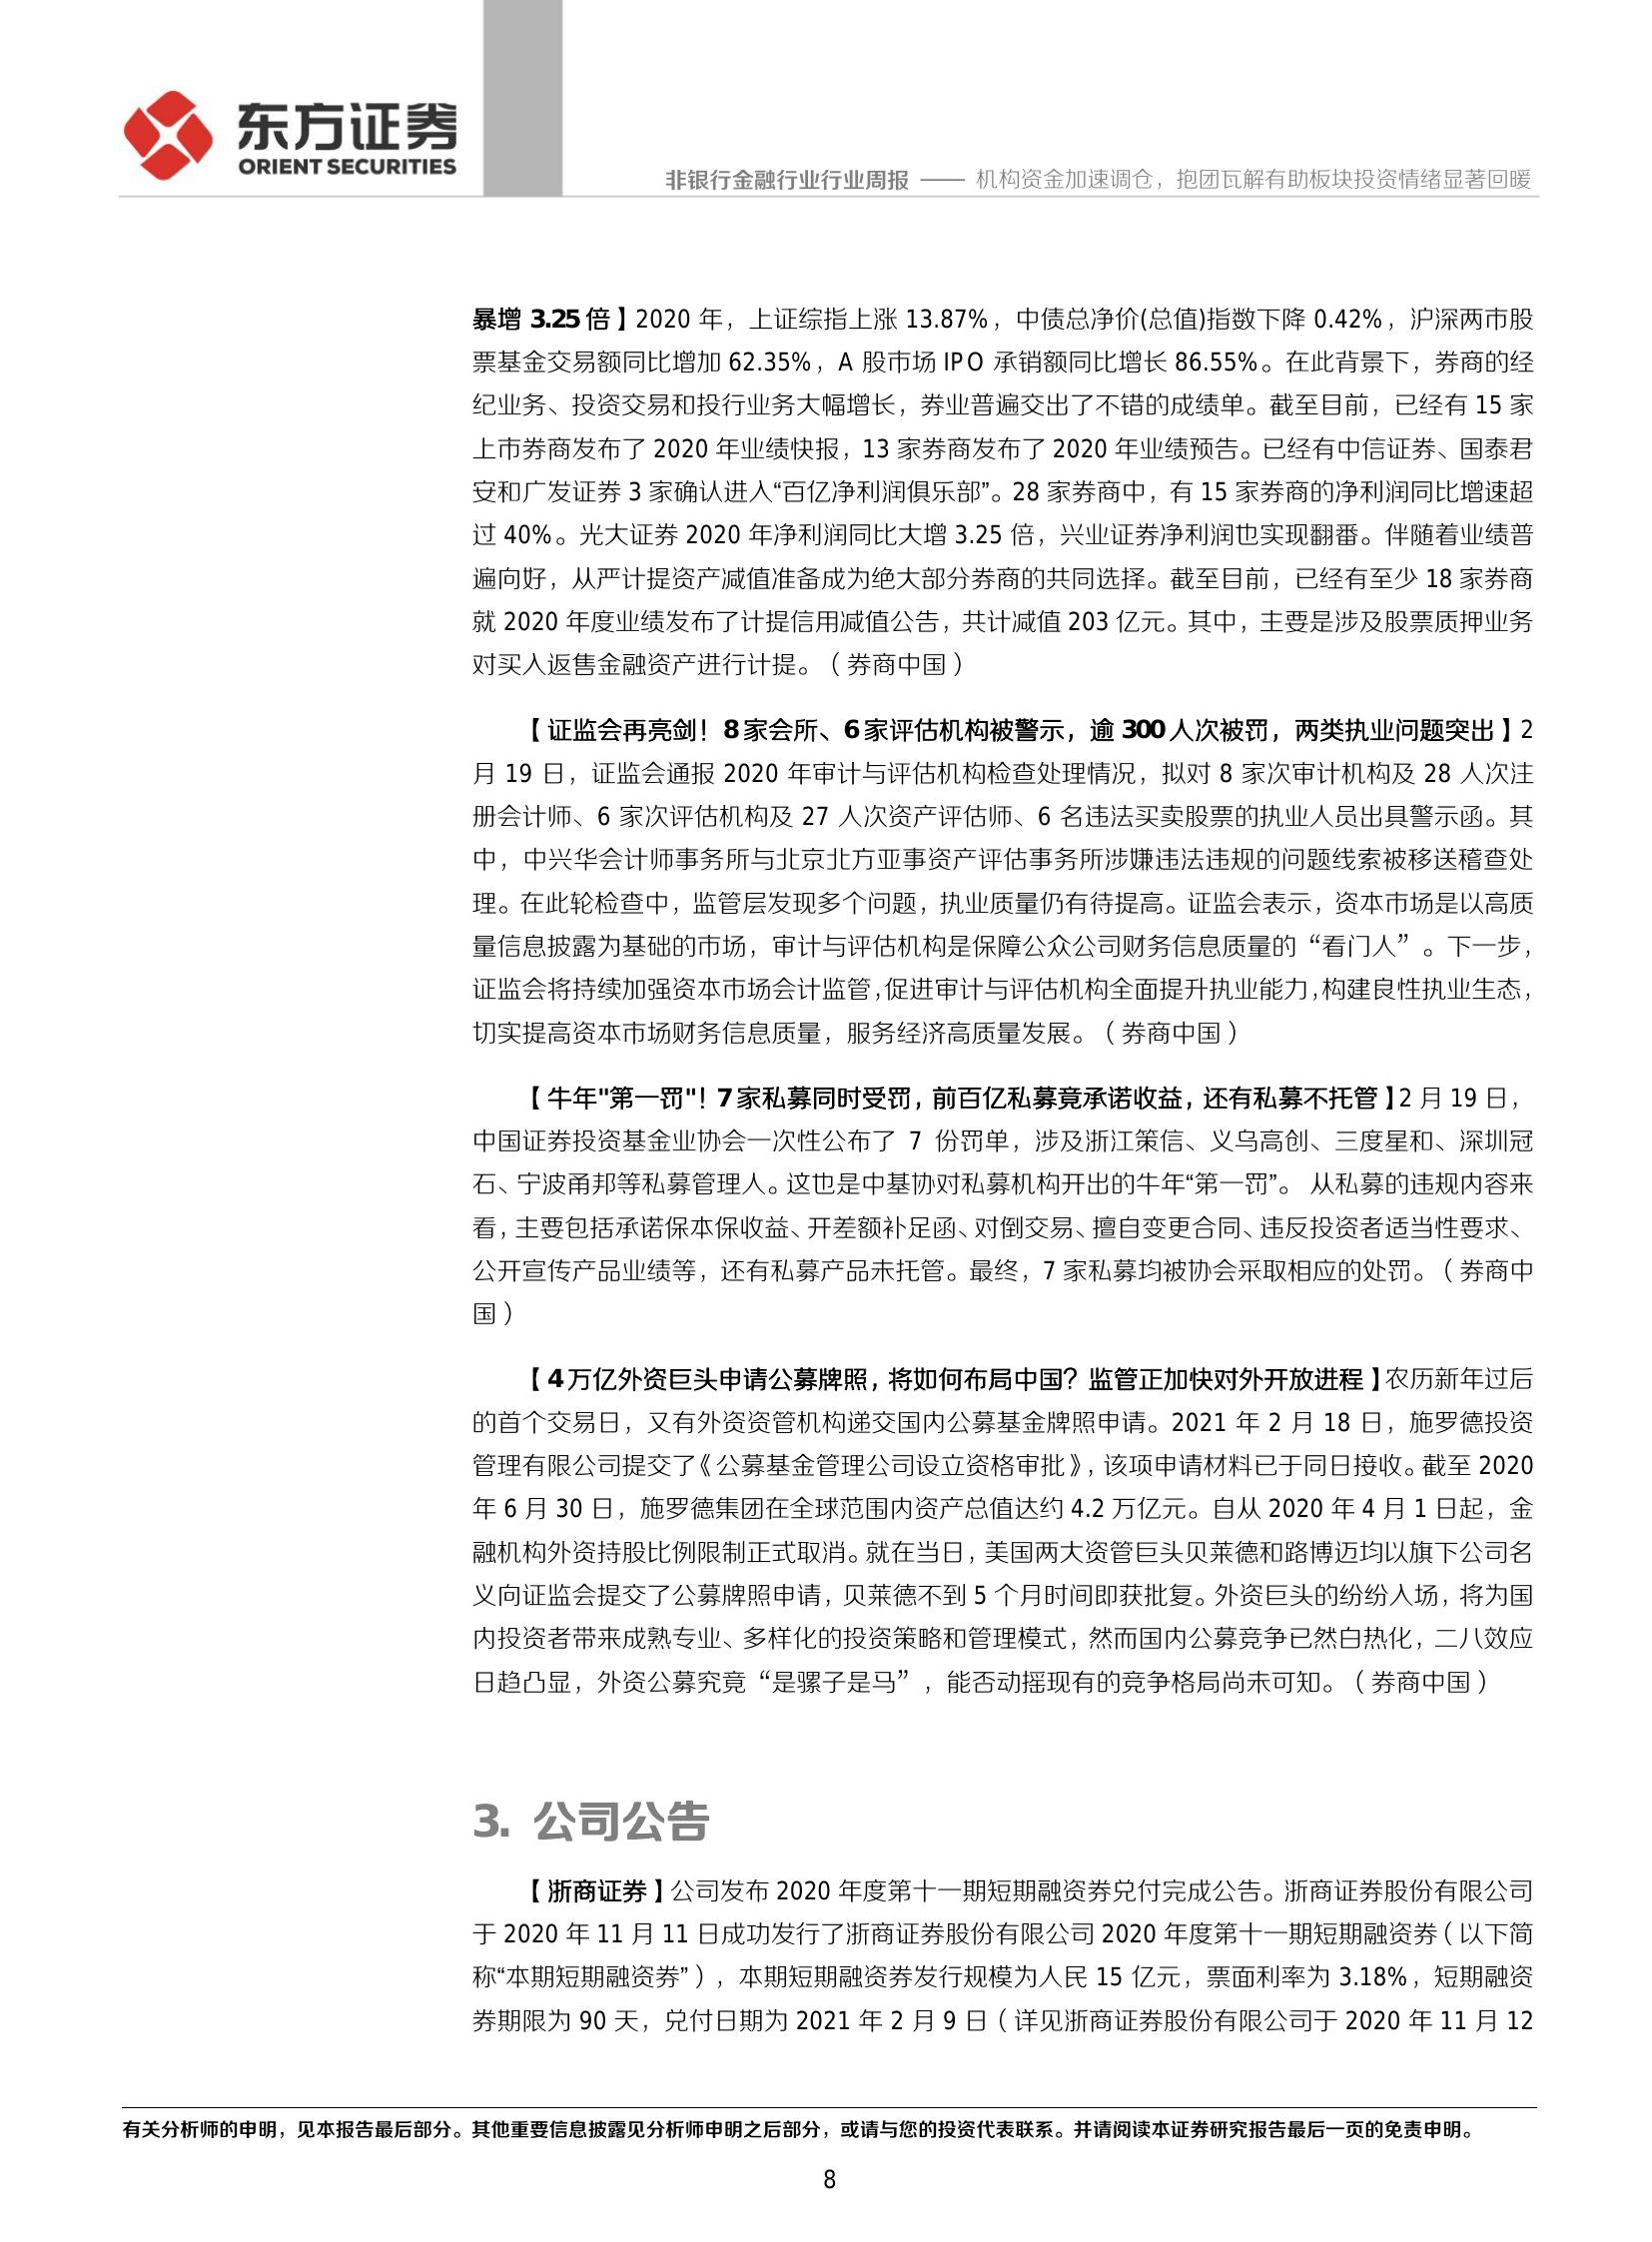 东方证券
ORIENT SECURITIES
非银行金融行业行业周报 —— 机构资金加速调仓，抱团瓦解有助板块投资情绪显著回暖
暴增 3.25 倍】2020 年，上证综指上涨 13.87%，中债总净价(总值)指数下降 0.42%，沪深两市股
票基金交易额同比增加 62.35%，A 股市场 IPO 承销额同比增长 86.55%。在此背景下，券商的经
纪业务、投资交易和投行业务大幅增长，券业普遍交出了不错的成绩单。截至目前，已经有 15 家
上市券商发布了 2020 年业绩快报，13 家券商发布了 2020 年业绩预告。已经有中信证券、国泰君
安和广发证券 3 家确认进入“百亿净利润俱乐部”。28 家券商中，有 15 家券商的净利润同比增速超
过 40%。光大证券 2020 年净利润同比大增 3.25 倍，兴业证券净利润也实现翻番。伴随着业绩普
遍向好，从严计提资产减值准备成为绝大部分券商的共同选择。截至目前，已经有至少 18 家券商
就 2020 年度业绩发布了计提信用减值公告，共计减值 203 亿元。其中，主要是涉及股票质押业务
对买入返售金融资产进行计提。（券商中国）
【证监会再亮剑！8 家会所、6 家评估机构被警示，逾 300 人次被罚，两类执业问题突出】2
月 19 日，证监会通报 2020 年审计与评估机构检查处理情况，拟对 8 家次审计机构及 28 人次注
册会计师、6 家次评估机构及 27 人次资产评估师、6 名违法买卖股票的执业人员出具警示函。其
中，中兴华会计师事务所与北京北方亚事资产评估事务所涉嫌违法违规的问题线索被移送稽查处
理。在此轮检查中，监管层发现多个问题，执业质量仍有待提高。证监会表示，资本市场是以高质
量信息披露为基础的市场，审计与评估机构是保障公众公司财务信息质量的“看门人”。下一步，
证监会将持续加强资本市场会计监管，促进审计与评估机构全面提升执业能力，构建良性执业生态，
切实提高资本市场财务信息质量，服务经济高质量发展。（券商中国）
【牛年"第一罚"！7 家私募同时受罚，前百亿私募竟承诺收益，还有私募不托管】2 月 19 日，
中国证券投资基金业协会一次性公布了 7 份罚单，涉及浙江策信、义乌高创、三度星和、深圳冠
石、宁波甬邦等私募管理人。这也是中基协对私募机构开出的牛年“第一罚”。 从私募的违规内容来
看，主要包括承诺保本保收益、开差额补足函、对倒交易、擅自变更合同、违反投资者适当性要求、
公开宣传产品业绩等，还有私募产品未托管。最终，7 家私募均被协会采取相应的处罚。（券商中
国）
【4 万亿外资巨头申请公募牌照，将如何布局中国？监管正加快对外开放进程】农历新年过后
的首个交易日，又有外资资管机构递交国内公募基金牌照申请。2021 年 2 月 18 日，施罗德投资
管理有限公司提交了《公募基金管理公司设立资格审批》，该项申请材料已于同日接收。截至 2020
年 6 月 30 日，施罗德集团在全球范围内资产总值达约 4.2 万亿元。自从 2020 年 4 月 1 日起，金
融机构外资持股比例限制正式取消。就在当日，美国两大资管巨头贝莱德和路博迈均以旗下公司名
义向证监会提交了公募牌照申请，贝莱德不到 5 个月时间即获批复。外资巨头的纷纷入场，将为国
内投资者带来成熟专业、多样化的投资策略和管理模式，然而国内公募竞争已然白热化，二八效应
日趋凸显，外资公募究竟“是骡子是马”，能否动摇现有的竞争格局尚未可知。（券商中国）
3. 公司公告
【浙商证券】公司发布 2020 年度第十一期短期融资券兑付完成公告。浙商证券股份有限公司
于 2020 年 11 月 11 日成功发行了浙商证券股份有限公司 2020 年度第十一期短期融资券（以下简
称“本期短期融资券”），本期短期融资券发行规模为人民 15 亿元，票面利率为 3.18%，短期融资
券期限为 90 天，兑付日期为 2021 年 2 月 9 日（详见浙商证券股份有限公司于 2020 年 11 月 12
有关分析师的申明，见本报告最后部分。其他重要信息披露见分析师申明之后部分，或请与您的投资代表联系。并请阅读本证券研究报告最后一页的免责申明。
8